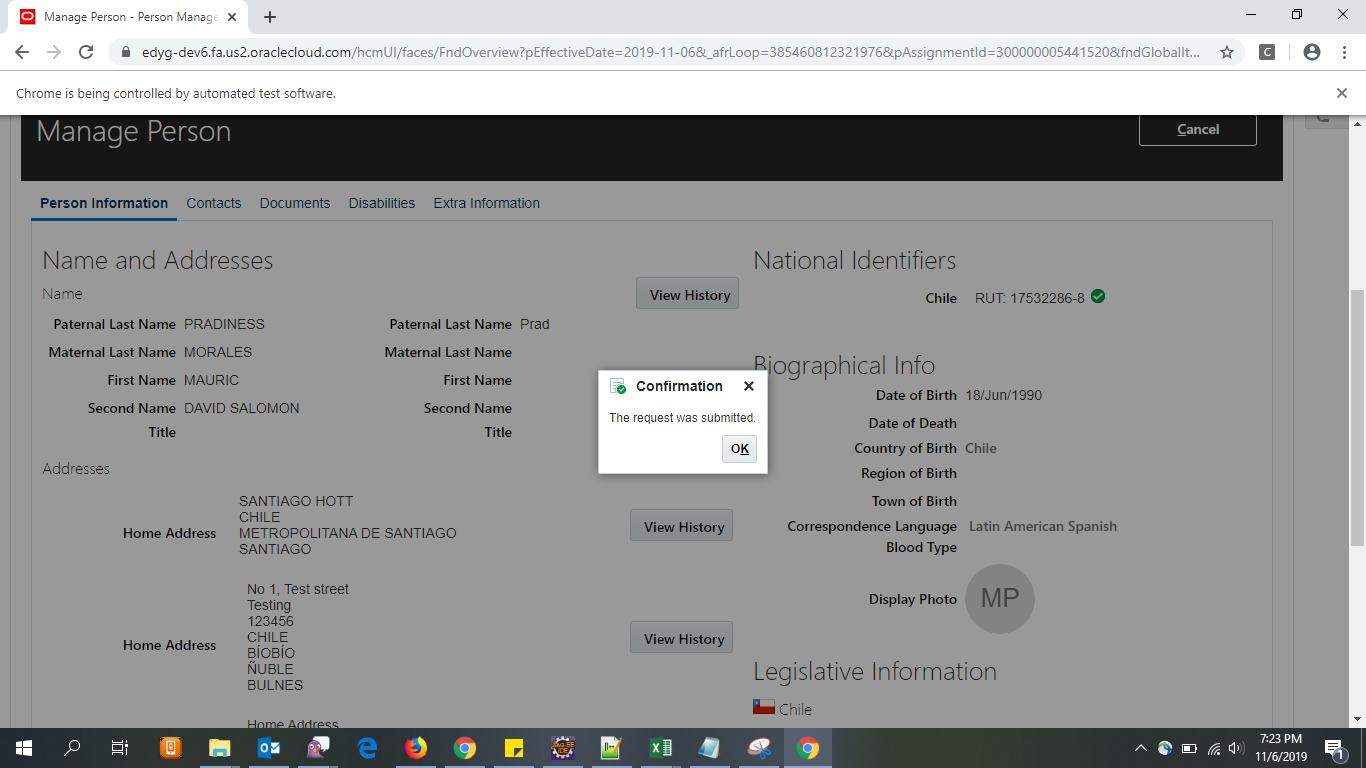 Manage Person - Person Manage
edyg-dev6.fa.us2.oraclecloud.com/hcmUI/faces/FndOverview?pEffectiveDate=2019-11-06&_afrLoop=385460812321976&pAssignmentId=300000005441520&fndGlobalIt...
C
Chrome is being controlled by automated test software.
Manage Person
Cancel
Person Information
Contacts
Documents
Disabilities
Extra Information
Name and Addresses
Name
View History
Paternal Last Name PRADINESS
Paternal Last Name Prad
Maternal Last Name MORALES
Maternal Last Name
First Name MAURIC
First Name
Second Name DAVID SALOMON
Second Name
Title
Title
Addresses
Home Address
SANTIAGO HOTT
CHILE
METROPOLITANA DE SANTIAGO
SANTIAGO
View History
Home Address
No 1, Test street
Testing
123456
CHILE
BÍOBÍO
ÑUBLE
BULNES
View History
Home Address
National Identifiers
Chile RUT: 17532286-8
Biographical Info
Date of Birth 18/Jun/1990
Date of Death
Country of Birth Chile
Region of Birth
Town of Birth
Correspondence Language Latin American Spanish
Blood Type
Display Photo MP
Legislative Information
Chile
Confirmation
The request was submitted.
OK
7:23 PM
11/6/2019
1